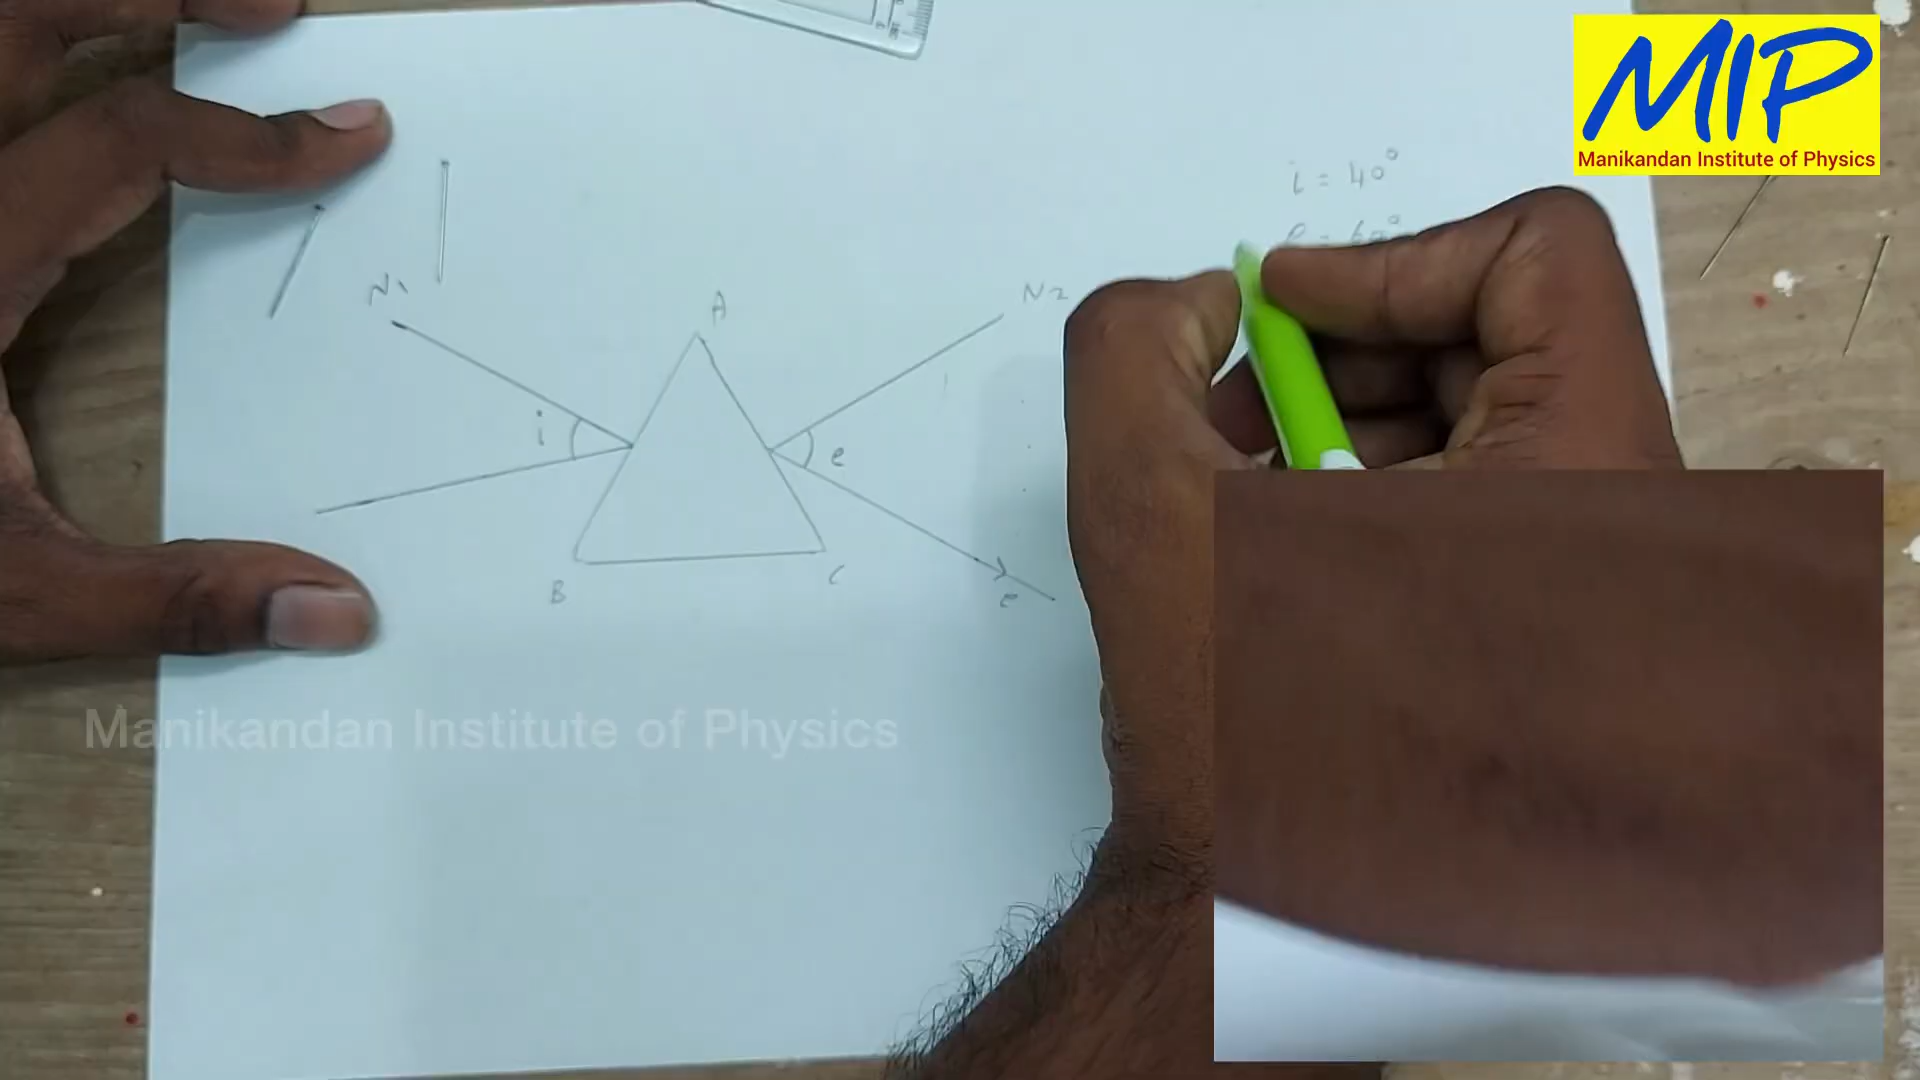 MIP
Manikandan Institute of Physics
i = 40°
N1
A
N2
i
e
B
C
e
Manikandan Institute of Physics